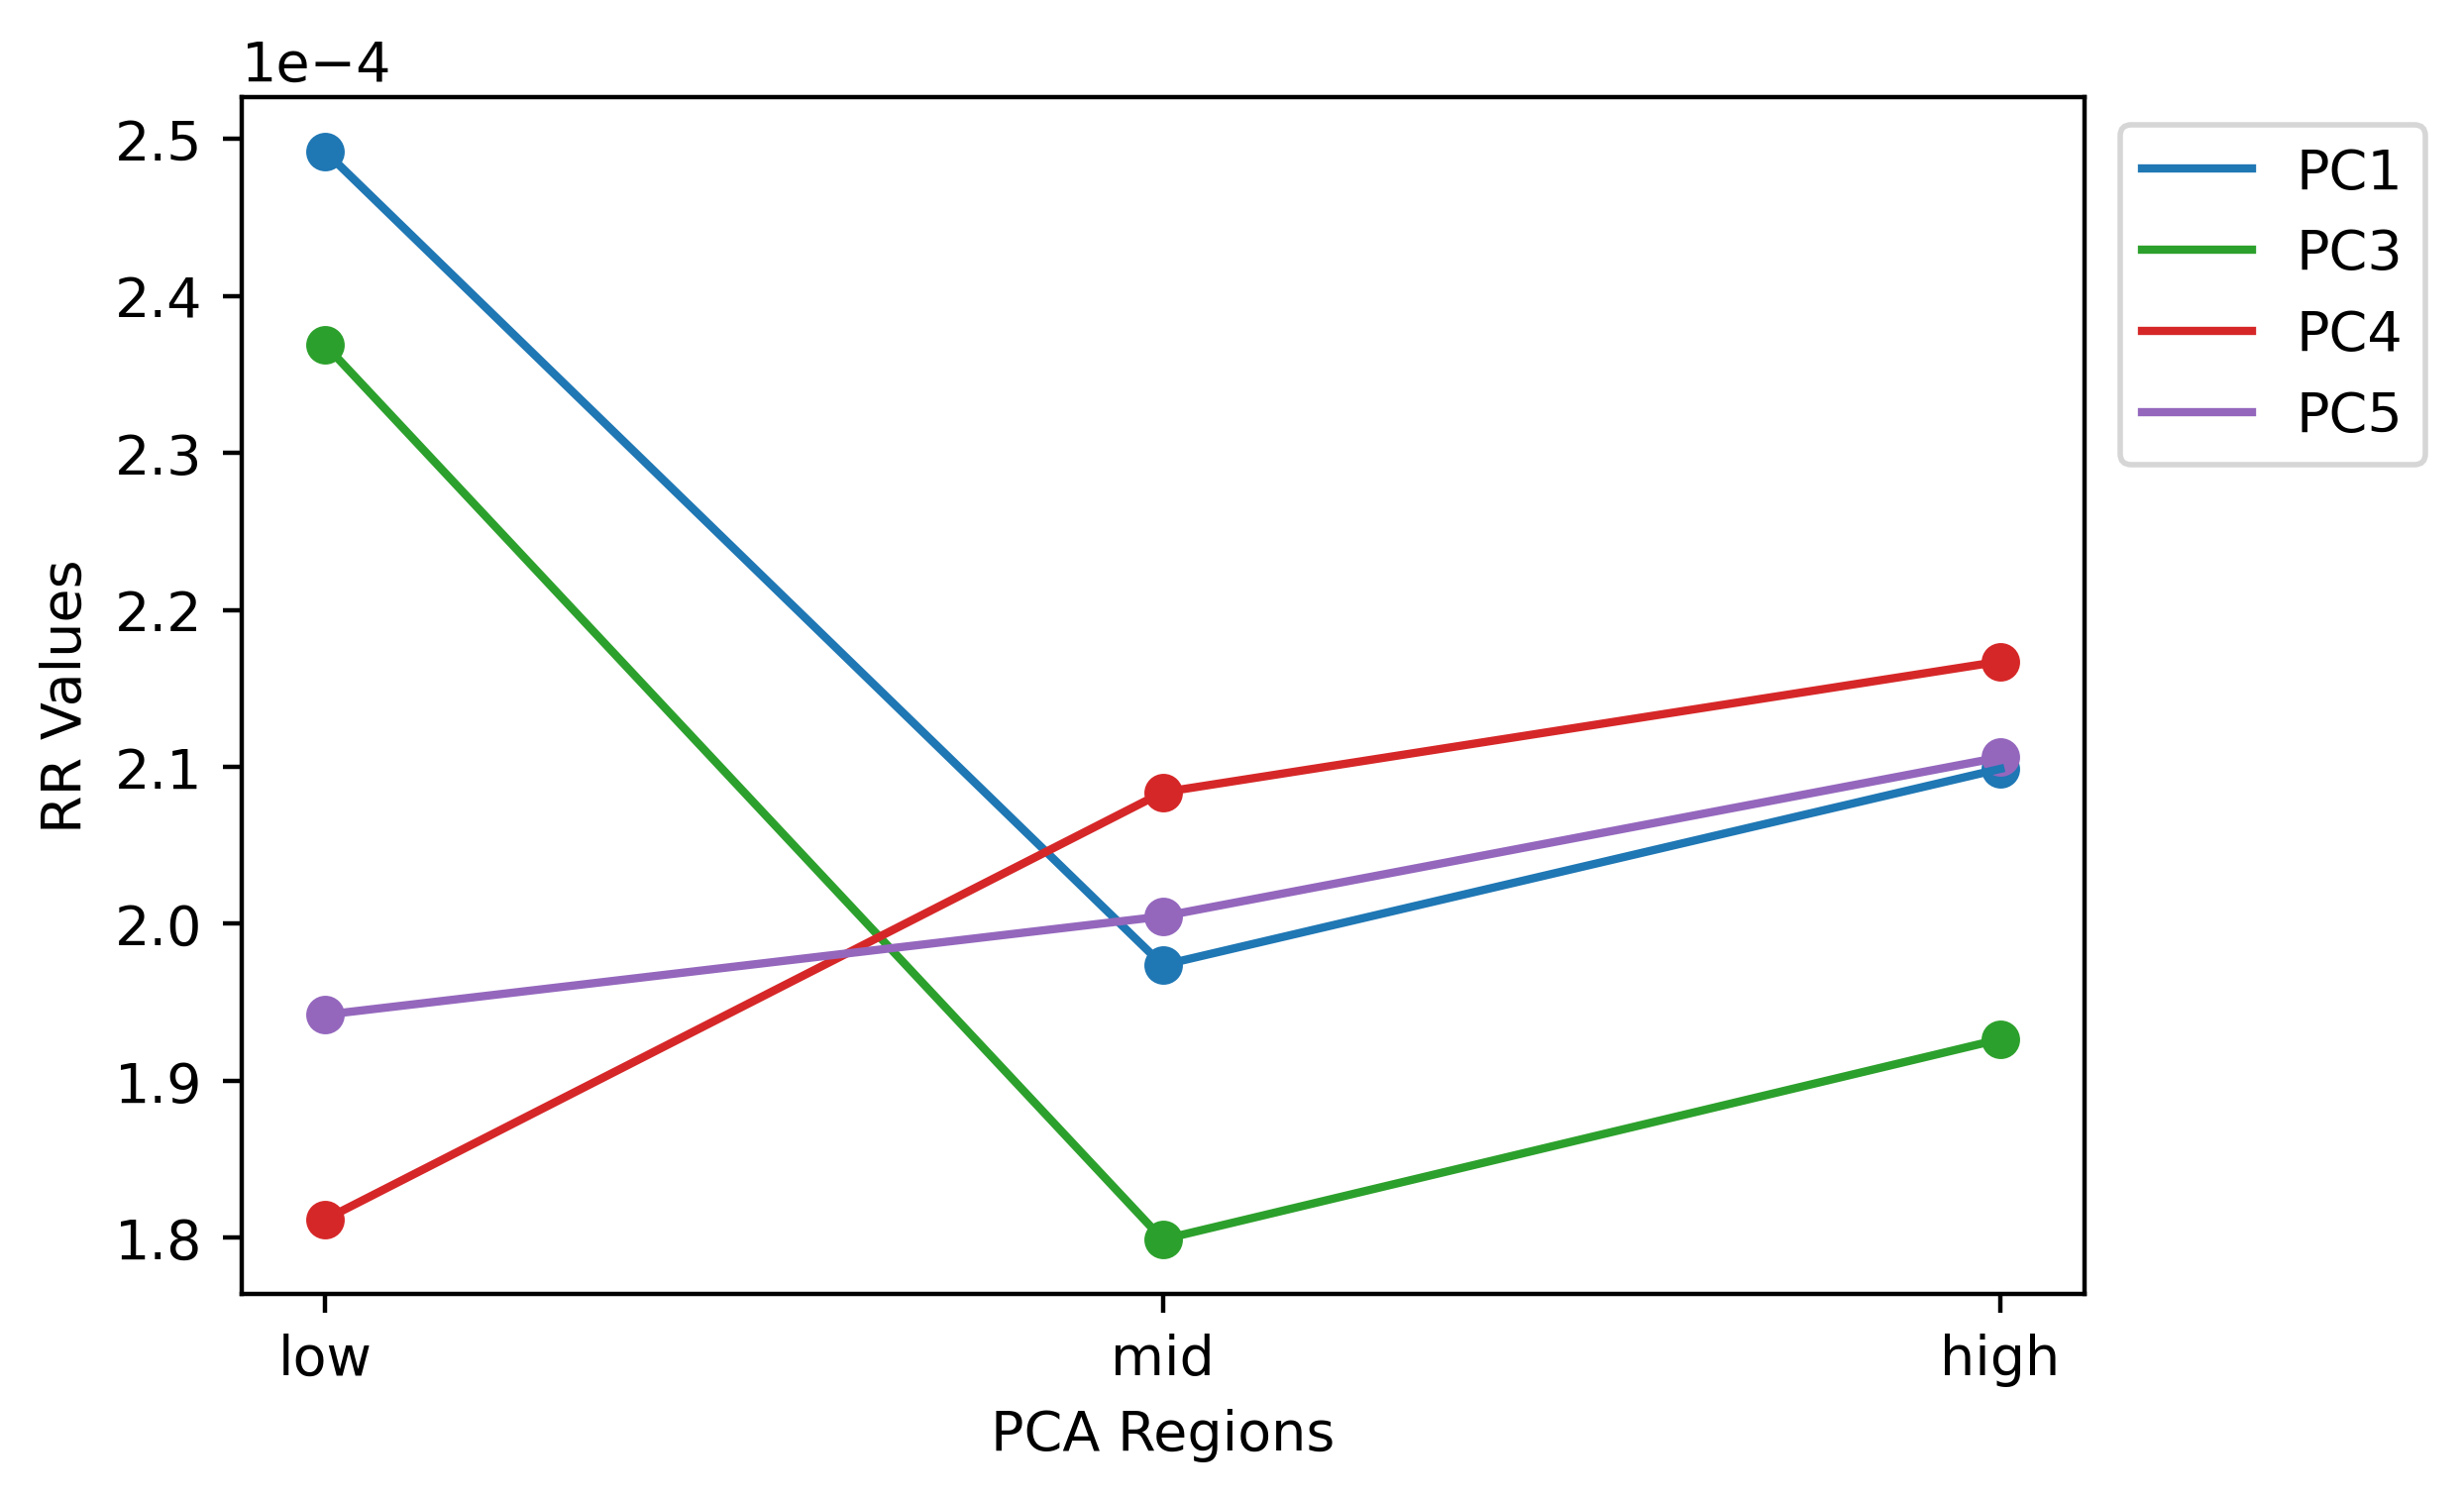 1e−4
2.5
2.4
2.3
2.2
2.1
2.0
1.9
1.8
RR Values
low mid high
PCA Regions
PC1
PC3
PC4
PC5